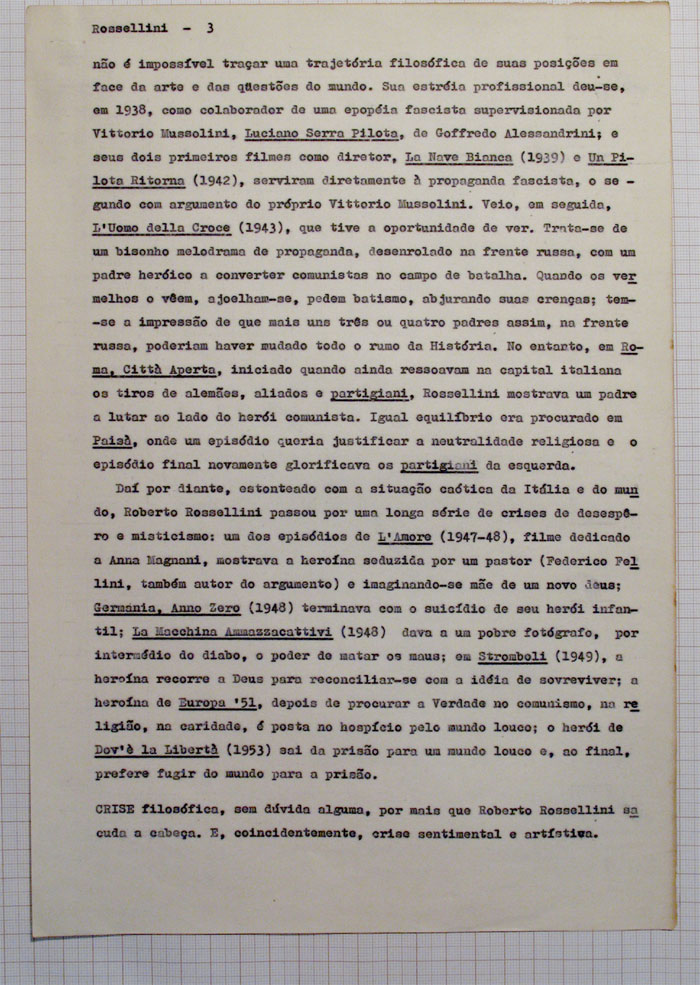 Rossellini - 3
não é impossível traçar uma trajetória filosófica de suas posições em
face da arte e das qüestões do mundo. Sua estréia profissional deu-se,
em 1938, como colaborador de uma epopéia fascista supervisionada por
Vittorio Mussolini, Luciano Serra Pilota, de Goffredo Alessandrini; e
seus dois primeiros filmes como diretor, La Nave Bianca (1939) e Un Pi-
lota Ritorna (1942), serviram diretamente à propaganda fascista, o se -
gundo com argumento do próprio Vittorio Mussolini. Veio, em seguida,
L'Uomo della Croce (1943), que tive a oportunidade de ver. Trata-se de
um bisonho melodrama de propaganda, desenrolado na frente russa, com um
padre heróico a converter comunistas no campo de batalha. Quando os ver
melhos o vêem, ajoelham-se, pedem batismo, abjurando suas crenças; tem-
-se a impressão de que mais uns três ou quatro padres assim, na frente
russa, poderiam haver mudado todo o rumo da História. No entanto, em Ro-
ma, Città Aperta, iniciado quando ainda ressoavam na capital italiana
os tiros de alemães, aliados e partigiani, Rossellini mostrava um padre
a lutar ao lado do herói comunista. Igual equilíbrio era procurado em
Paisà, onde um episódio queria justificar a neutralidade religiosa e o
episódio final novamente glorificava os partigiani da esquerda.
Daí por diante, estonteado com a situação caótica da Itália e do mun
do, Roberto Rossellini passou por uma longa série de crises de desespê-
ro e misticismo: um dos episódios de L'Amore (1947-48), filme dedicado
a Anna Magnani, mostrava a heroína seduzida por um pastor (Federico Fel
lini, também autor do argumento) e imaginando-se mãe de um novo deus;
Germania, Anno Zero (1948) terminava com o suicídio de seu herói infan-
til; La Macchina Ammazzacattivi (1948) dava a um pobre fotógrafo, por
intermédio do diabo, o poder de matar os maus; em Stromboli (1949), a
heroína recorre a Deus para reconciliar-se com a idéia de sovreviver; a
heroína de Europa '51, depois de procurar a Verdade no comunismo, na re
ligião, na caridade, é posta no hospício pelo mundo louco; o herói de
Dov'è la Libertà (1953) sai da prisão para um mundo louco e, ao final,
prefere fugir do mundo para a prisão.
CRISE filosófica, sem dúvida alguma, por mais que Roberto Rossellini sa
cuda a cabeça. E, coincidentemente, crise sentimental e artística.